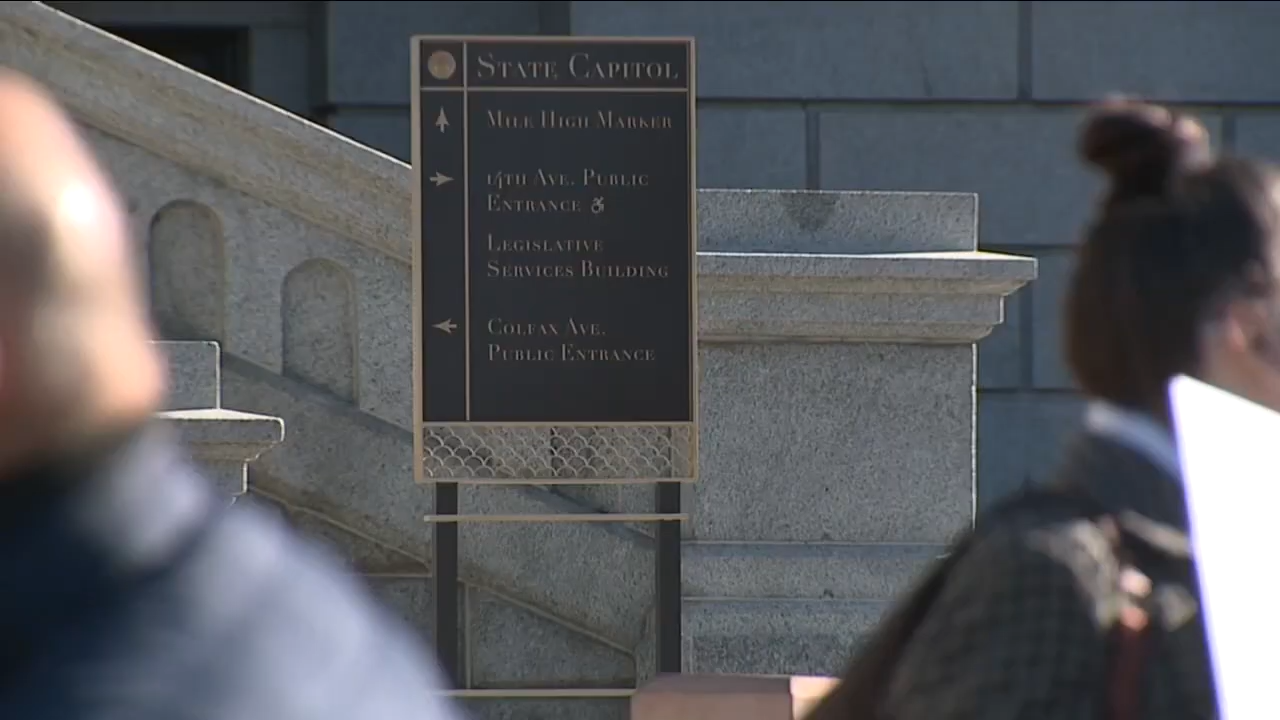 STATE CAPITOL
MILE HIGH MARKER
14TH AVE. PUBLIC
ENTRANCE
LEGISLATIVE
SERVICES BUILDING
COLFAX AVE.
PUBLIC ENTRANCE